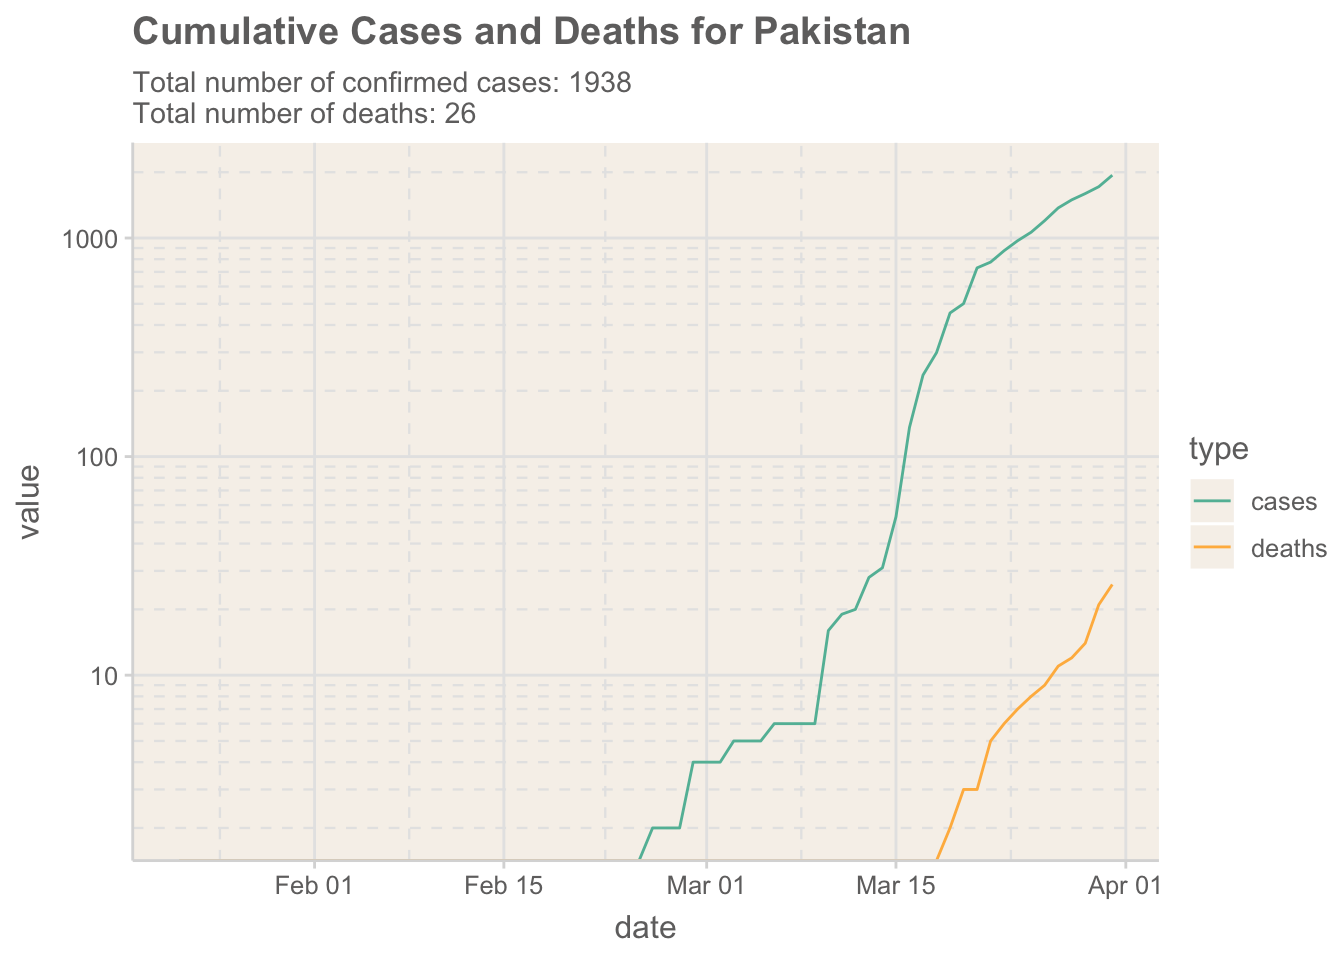 Cumulative Cases and Deaths for Pakistan
Total number of confirmed cases: 1938
Total number of deaths: 26
1000
100
10
value
Feb 01
Feb 15
Mar 01
Mar 15
Apr 01
date
type
cases
deaths